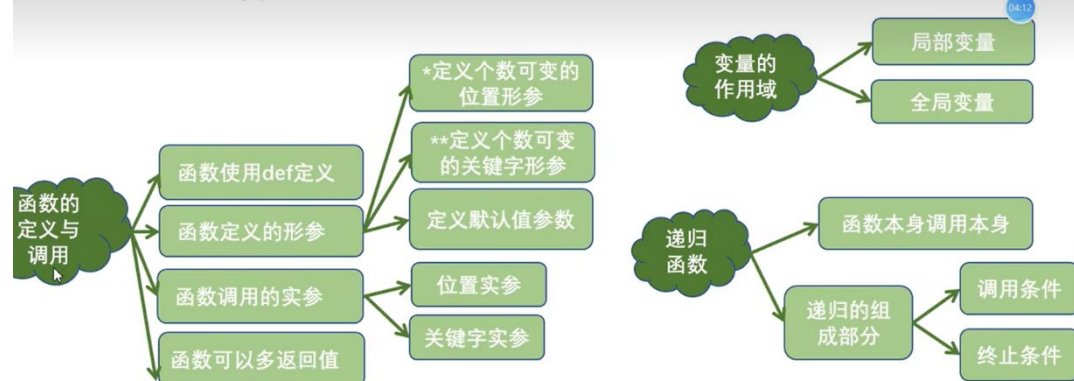 04:12
函数的
定义与
调用
函数使用def定义
函数定义的形参
*定义个数可变的
位置形参
**定义个数可变
的关键字形参
定义默认值参数
函数调用的实参
位置实参
关键字实参
函数可以多返回值
变量的
作用域
局部变量
全局变量
递归
函数
函数本身调用本身
递归的组
成部分
调用条件
终止条件